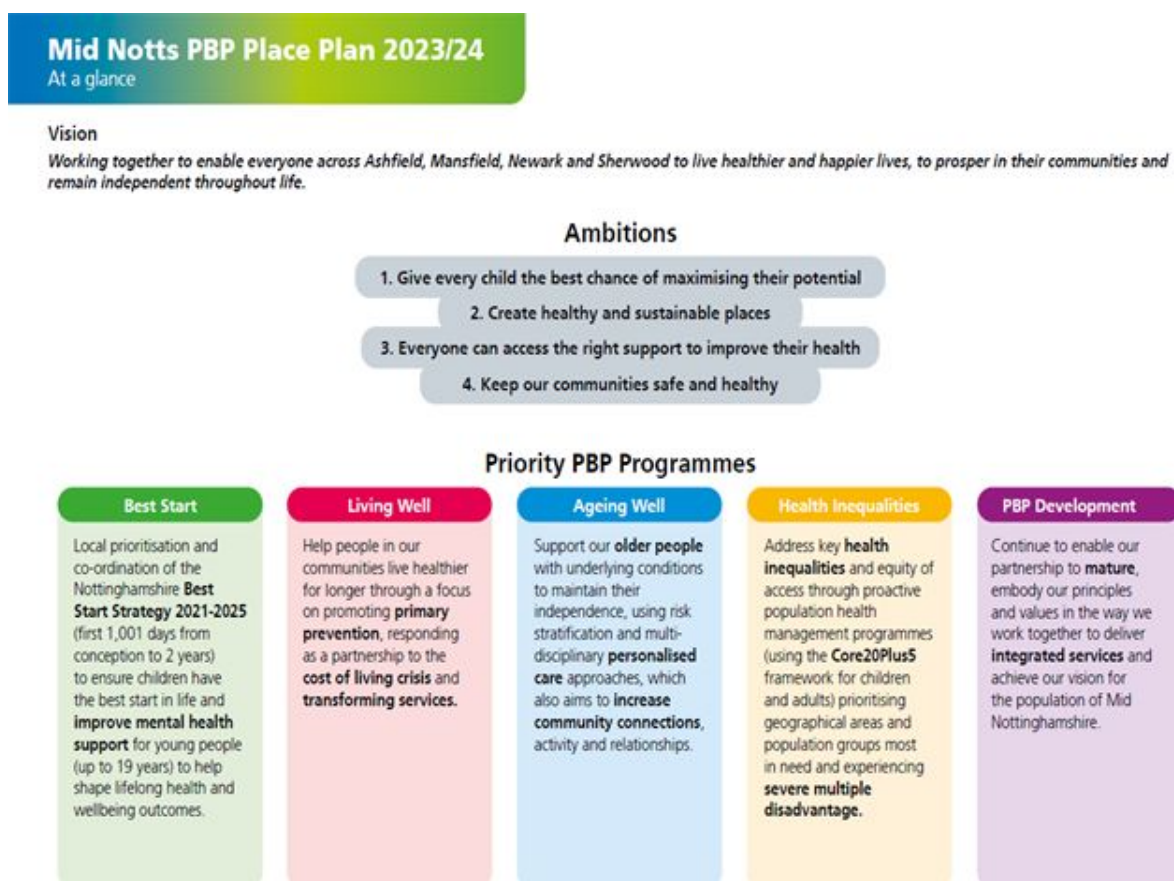 Mid Notts PBP Place Plan 2023/24
At a glance
Vision
Working together to enable everyone across Ashfield, Mansfield, Newark and Sherwood to live healthier and happier lives, to prosper in their communities and
remain independent throughout life.
Ambitions
1. Give every child the best chance of maximising their potential
2. Create healthy and sustainable places
3. Everyone can access the right support to improve their health
4. Keep our communities safe and healthy
Priority PBP Programmes
Best Start
Local prioritisation and
co-ordination of the
Nottinghamshire Best
Start Strategy 2021-2025
(first 1,001 days from
conception to 2 years)
to ensure children have
the best start in life and
improve mental health
support for young people
(up to 19 years) to help
shape lifelong health and
wellbeing outcomes.
Living Well
Help people in our
communities live healthier
for longer through a focus
on promoting primary
prevention, responding
as a partnership to the
cost of living crisis and
transforming services.
Ageing Well
Support our older people
with underlying conditions
to maintain their
independence, using risk
stratification and multi-
disciplinary personalised
care approaches, which
also aims to increase
community connections,
activity and relationships.
Health Inequalities
Address key health
inequalities and equity of
access through proactive
population health
management programmes
(using the Core20Plus5
framework for children
and adults) prioritising
geographical areas and
population groups most
in need and experiencing
severe multiple
disadvantage.
PBP Development
Continue to enable our
partnership to mature,
embody our principles
and values in the way we
work together to deliver
integrated services and
achieve our vision for
the population of Mid
Nottinghamshire.